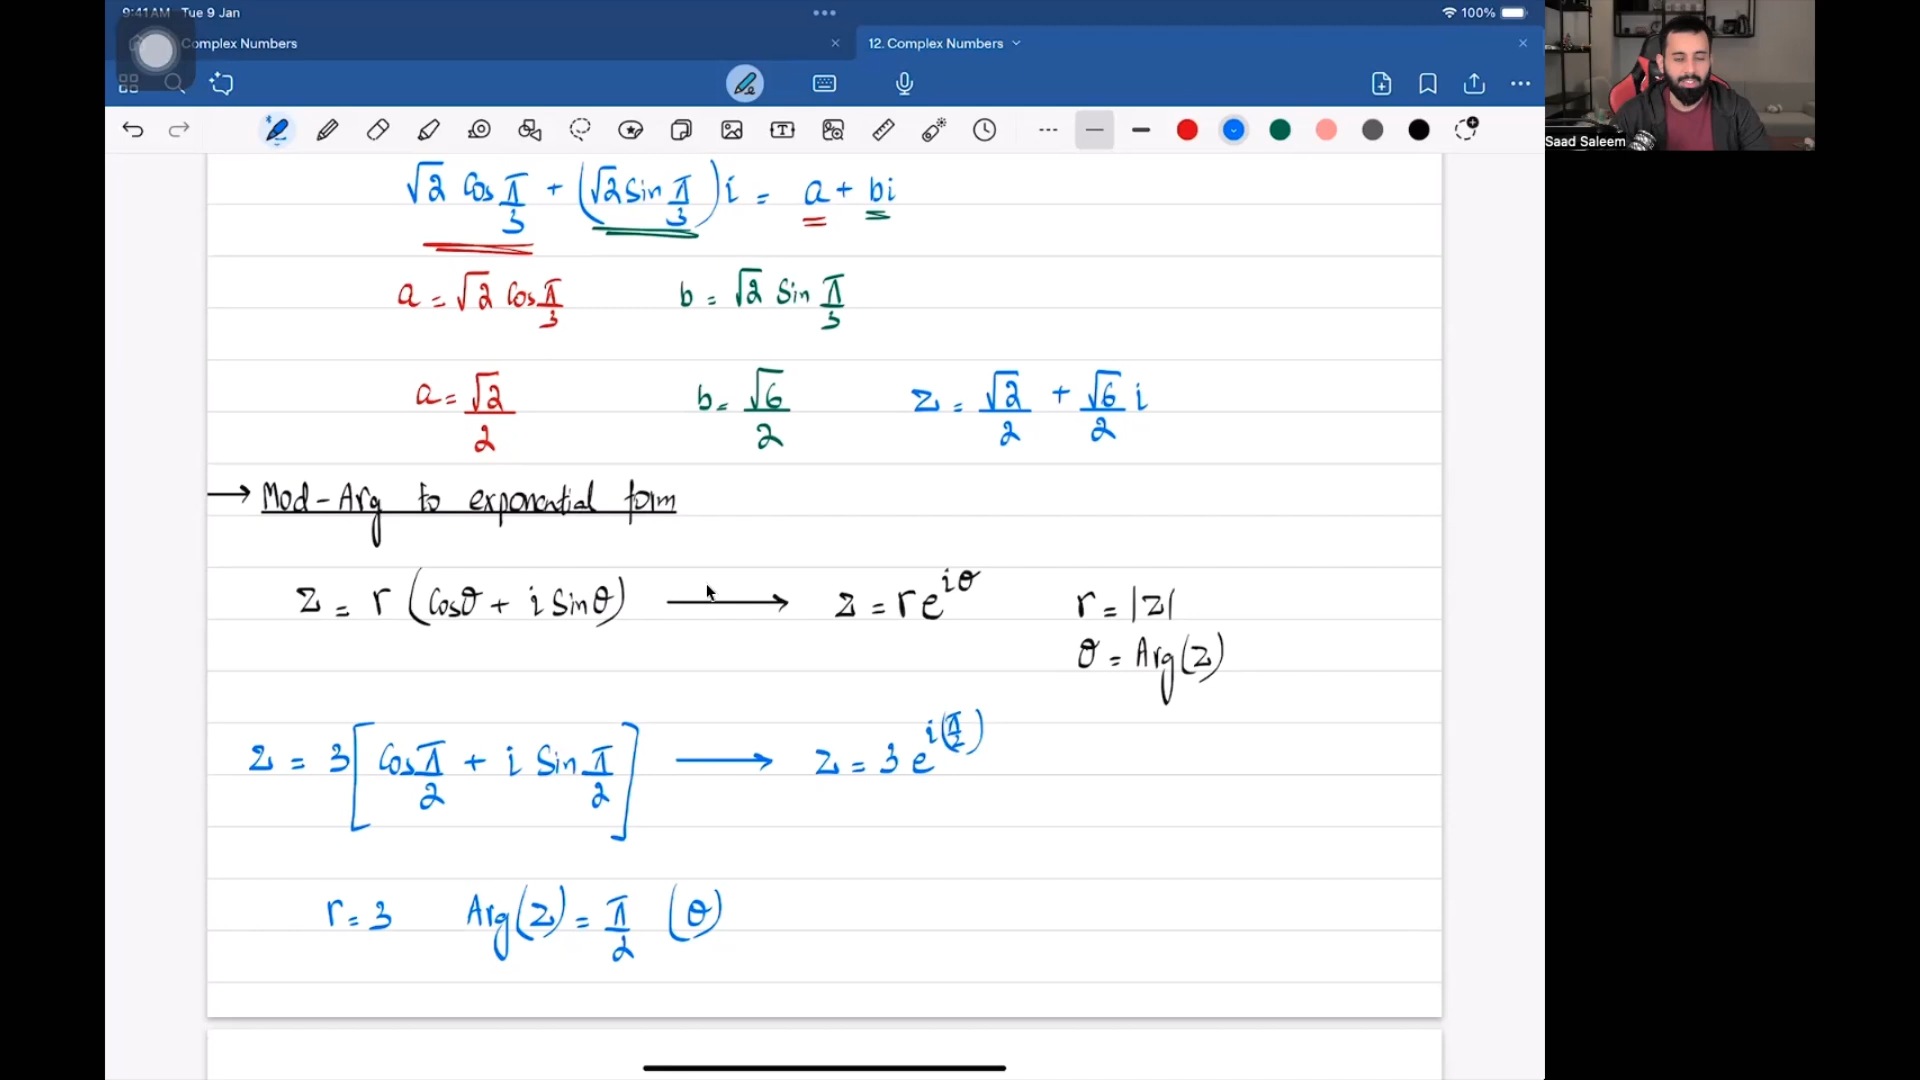 9:41 AM Tue 9 Jan
100%
Complex Numbers
12. Complex Numbers
Saad Saleem
√2 Cos π/3 + (√2 Sin π/3) i = a + bi
a = √2 Cos π/3 b = √2 Sin π/3
a = √2/2 b = √6/2 z = √2/2 + √6/2 i
→ Mod-Arg to exponential form
z = r (Cosθ + i Sinθ) → z = re^{iθ} r = |z|
θ = Arg(z)
z = 3[Cos π/2 + i Sin π/2] → z = 3 e^{i(π/2)}
r = 3 Arg(z) = π/2 (θ)